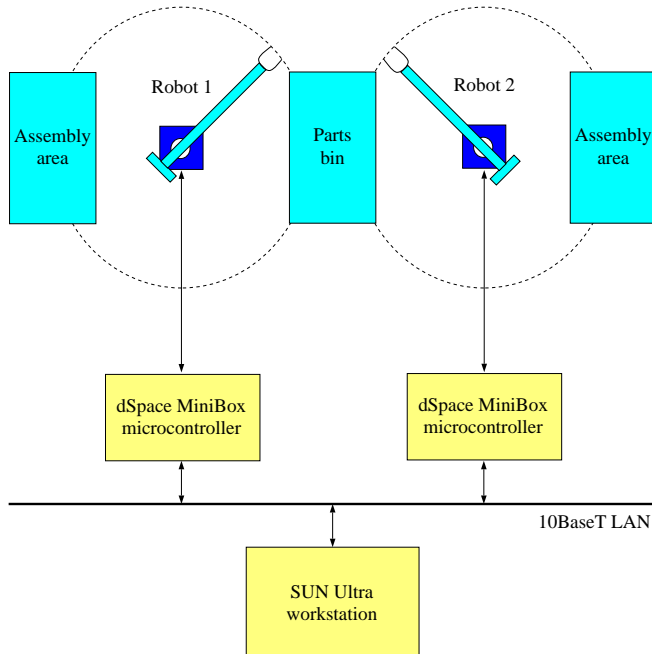 Robot 1
Robot 2
Assembly
area
Parts
bin
Assembly
area
dSpace MiniBox
microcontroller
dSpace MiniBox
microcontroller
10BaseT LAN
SUN Ultra
workstation